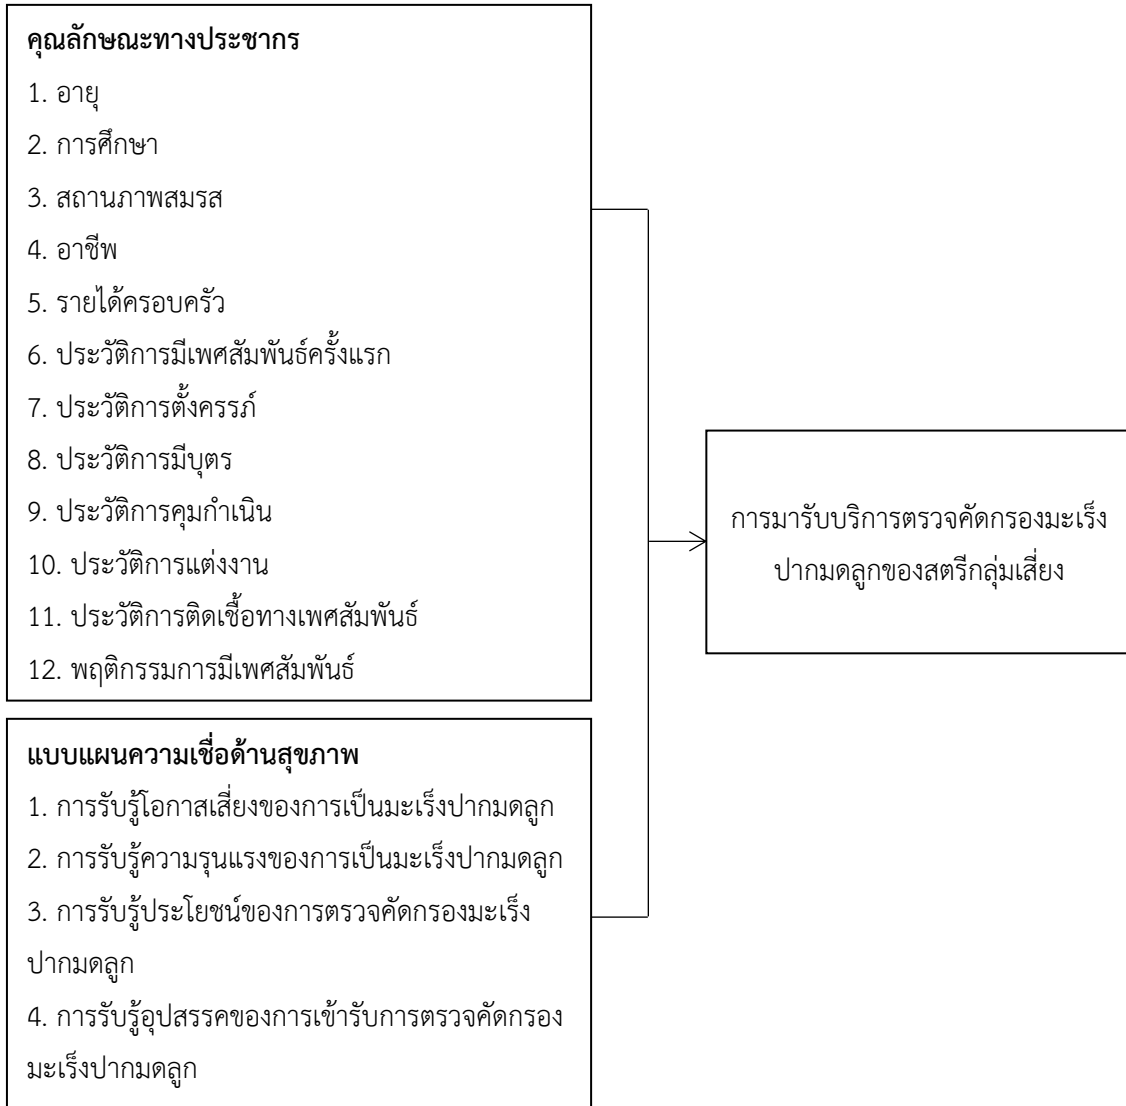 คุณลักษณะทางประชากร
1. อายุ
2. การศึกษา
3. สถานภาพสมรส
4. อาชีพ
5. รายได้ครอบครัว
6. ประวัติการมีเพศสัมพันธ์ครั้งแรก
7. ประวัติการตั้งครรภ์
8. ประวัติการมีบุตร
9. ประวัติการคุมกำเนิน
10. ประวัติการแต่งงาน
11. ประวัติการติดเชื้อทางเพศสัมพันธ์
12. พฤติกรรมการมีเพศสัมพันธ์
แบบแผนความเชื่อด้านสุขภาพ
1. การรับรู้โอกาสเสี่ยงของการเป็นมะเร็งปากมดลูก
2. การรับรู้ความรุนแรงของการเป็นมะเร็งปากมดลูก
3. การรับรู้ประโยชน์ของการตรวจคัดกรองมะเร็ง
ปากมดลูก
4. การรับรู้อุปสรรคของการเข้ารับการตรวจคัดกรอง
มะเร็งปากมดลูก
การมารับบริการตรวจคัดกรองมะเร็ง
ปากมดลูกของสตรีกลุ่มเสี่ยง